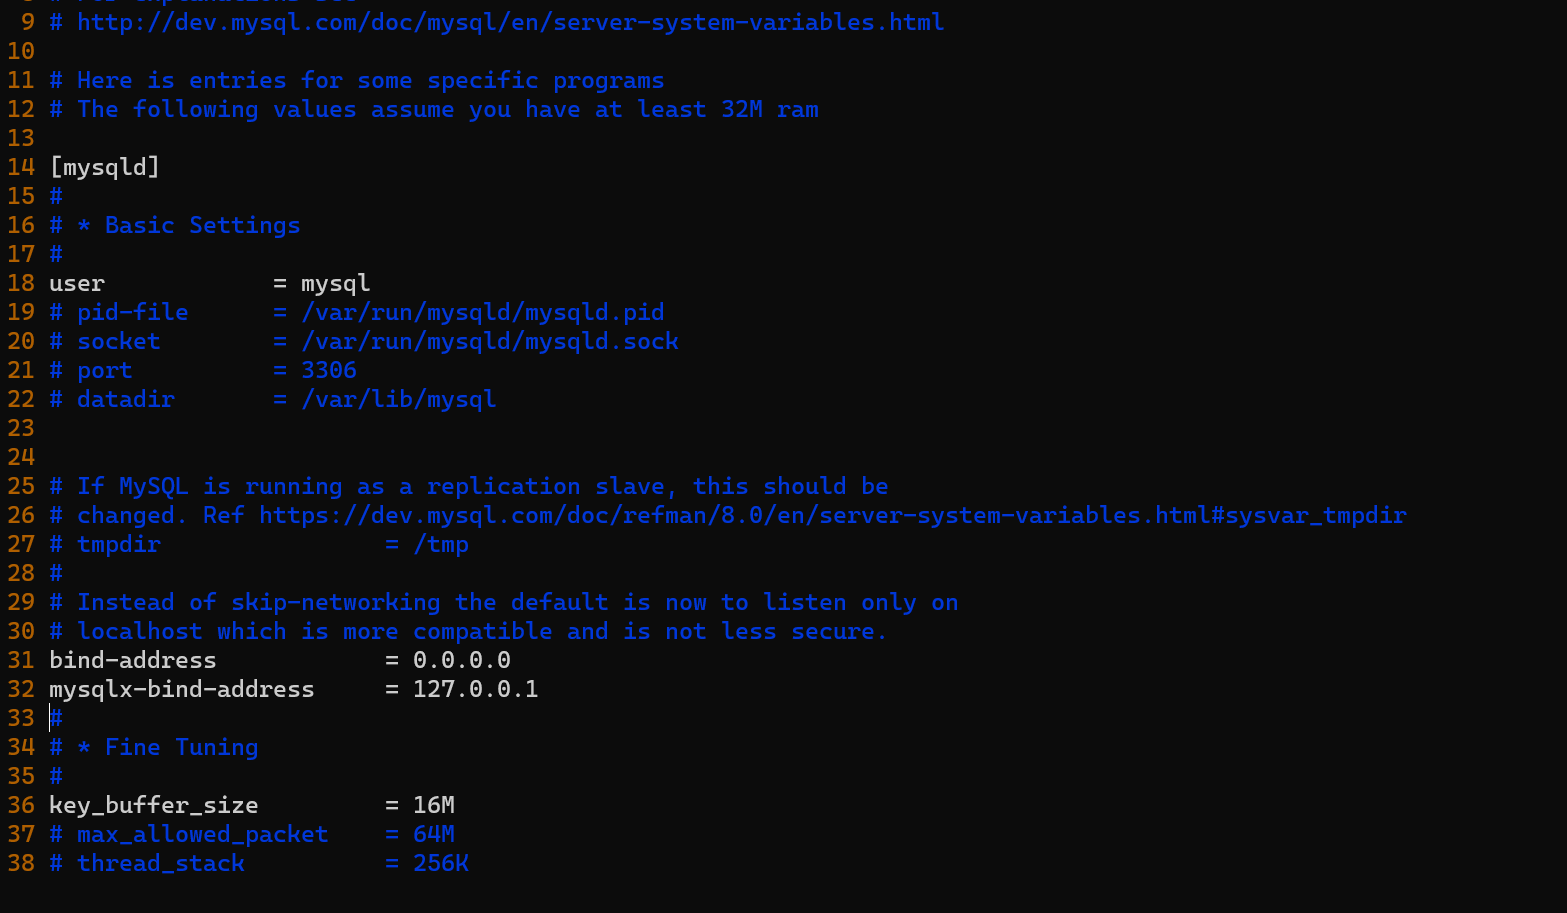 9 # http://dev.mysql.com/doc/mysql/en/server-system-variables.html
10
11 # Here is entries for some specific programs
12 # The following values assume you have at least 32M ram
13
14 [mysqld]
15 #
16 # * Basic Settings
17 #
18 user            = mysql
19 # pid-file      = /var/run/mysqld/mysqld.pid
20 # socket        = /var/run/mysqld/mysqld.sock
21 # port          = 3306
22 # datadir       = /var/lib/mysql
23
24
25 # If MySQL is running as a replication slave, this should be
26 # changed. Ref https://dev.mysql.com/doc/refman/8.0/en/server-system-variables.html#sysvar_tmpdir
27 # tmpdir                = /tmp
28 #
29 # Instead of skip-networking the default is now to listen only on
30 # localhost which is more compatible and is not less secure.
31 bind-address            = 0.0.0.0
32 mysqlx-bind-address     = 127.0.0.1
33 #
34 # * Fine Tuning
35 #
36 key_buffer_size         = 16M
37 # max_allowed_packet    = 64M
38 # thread_stack          = 256K